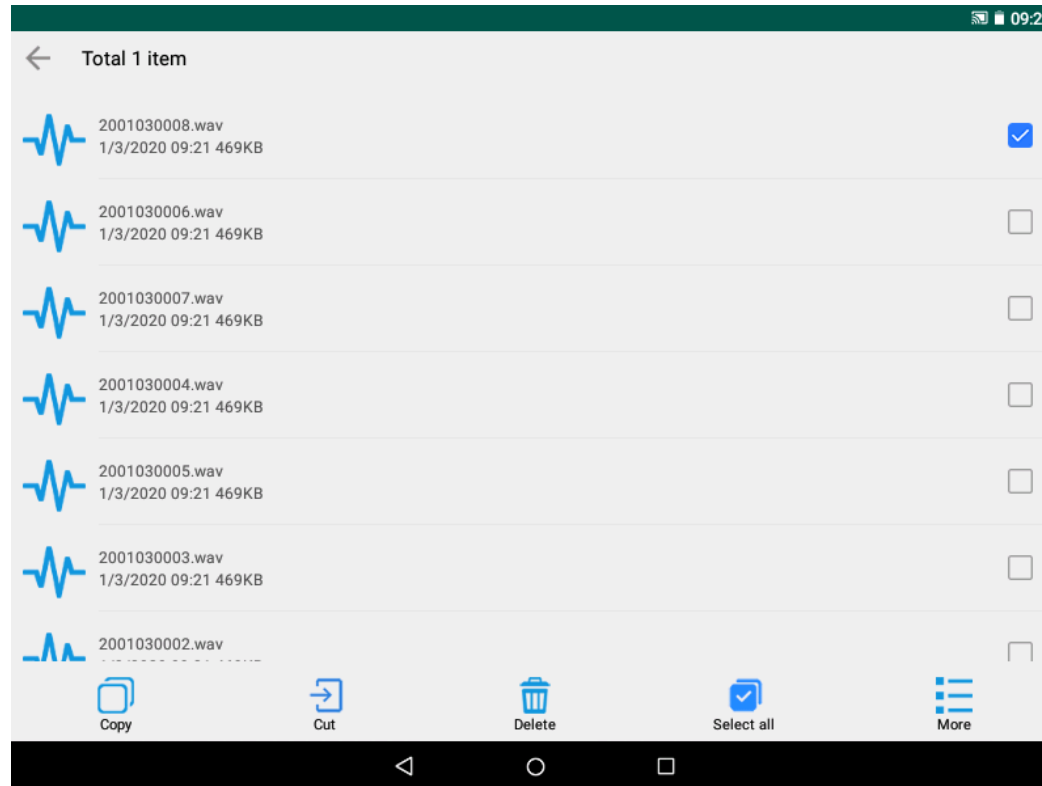 09:2
Total 1 item
2001030008.wav
1/3/2020 09:21 469KB
2001030006.wav
1/3/2020 09:21 469KB
2001030007.wav
1/3/2020 09:21 469KB
2001030004.wav
1/3/2020 09:21 469KB
2001030005.wav
1/3/2020 09:21 469KB
2001030003.wav
1/3/2020 09:21 469KB
2001030002.wav
Copy
Cut
Delete
Select all
More